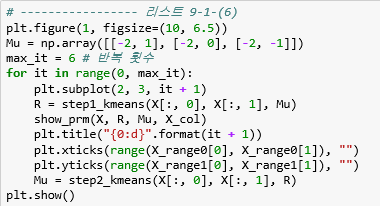 # ----------------- 리스트 9-1-(6)
plt.figure(1, figsize=(10, 6.5))
Mu = np.array([[-2, 1], [-2, 0], [-2, -1]])
max_it = 6 # 반복 횟수
for it in range(0, max_it):
    plt.subplot(2, 3, it + 1)
    R = step1_kmeans(X[:, 0], X[:, 1], Mu)
    show_prm(X, R, Mu, X_col)
    plt.title("{0:d}".format(it + 1))
    plt.xticks(range(X_range0[0], X_range0[1]), "")
    plt.yticks(range(X_range1[0], X_range1[1]), "")
    Mu = step2_kmeans(X[:, 0], X[:, 1], R)
plt.show()